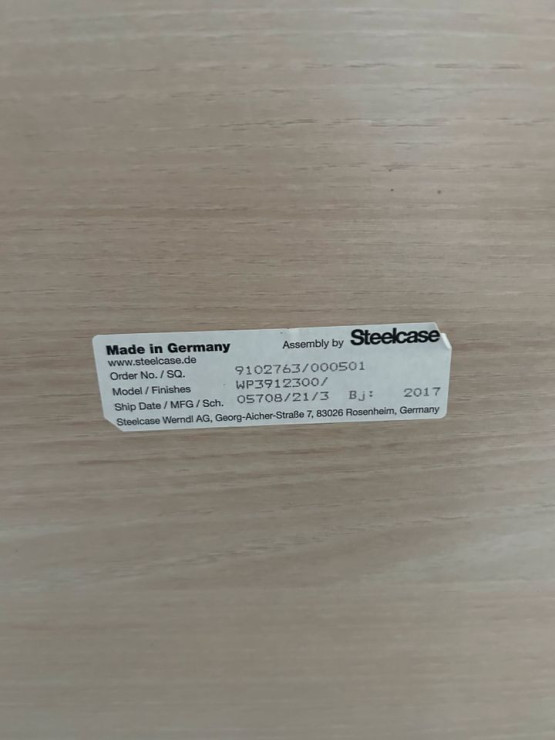 Made in Germany Assembly by Steelcase
www.steelcase.de
Order No. / SQ. 9102763/000501
Model / Finishes WP3912300/
Ship Date / MFG / Sch. 05708/21/3 Bj: 2017
Steelcase Werndl AG, Georg-Aicher-Straße 7, 83026 Rosenheim, Germany